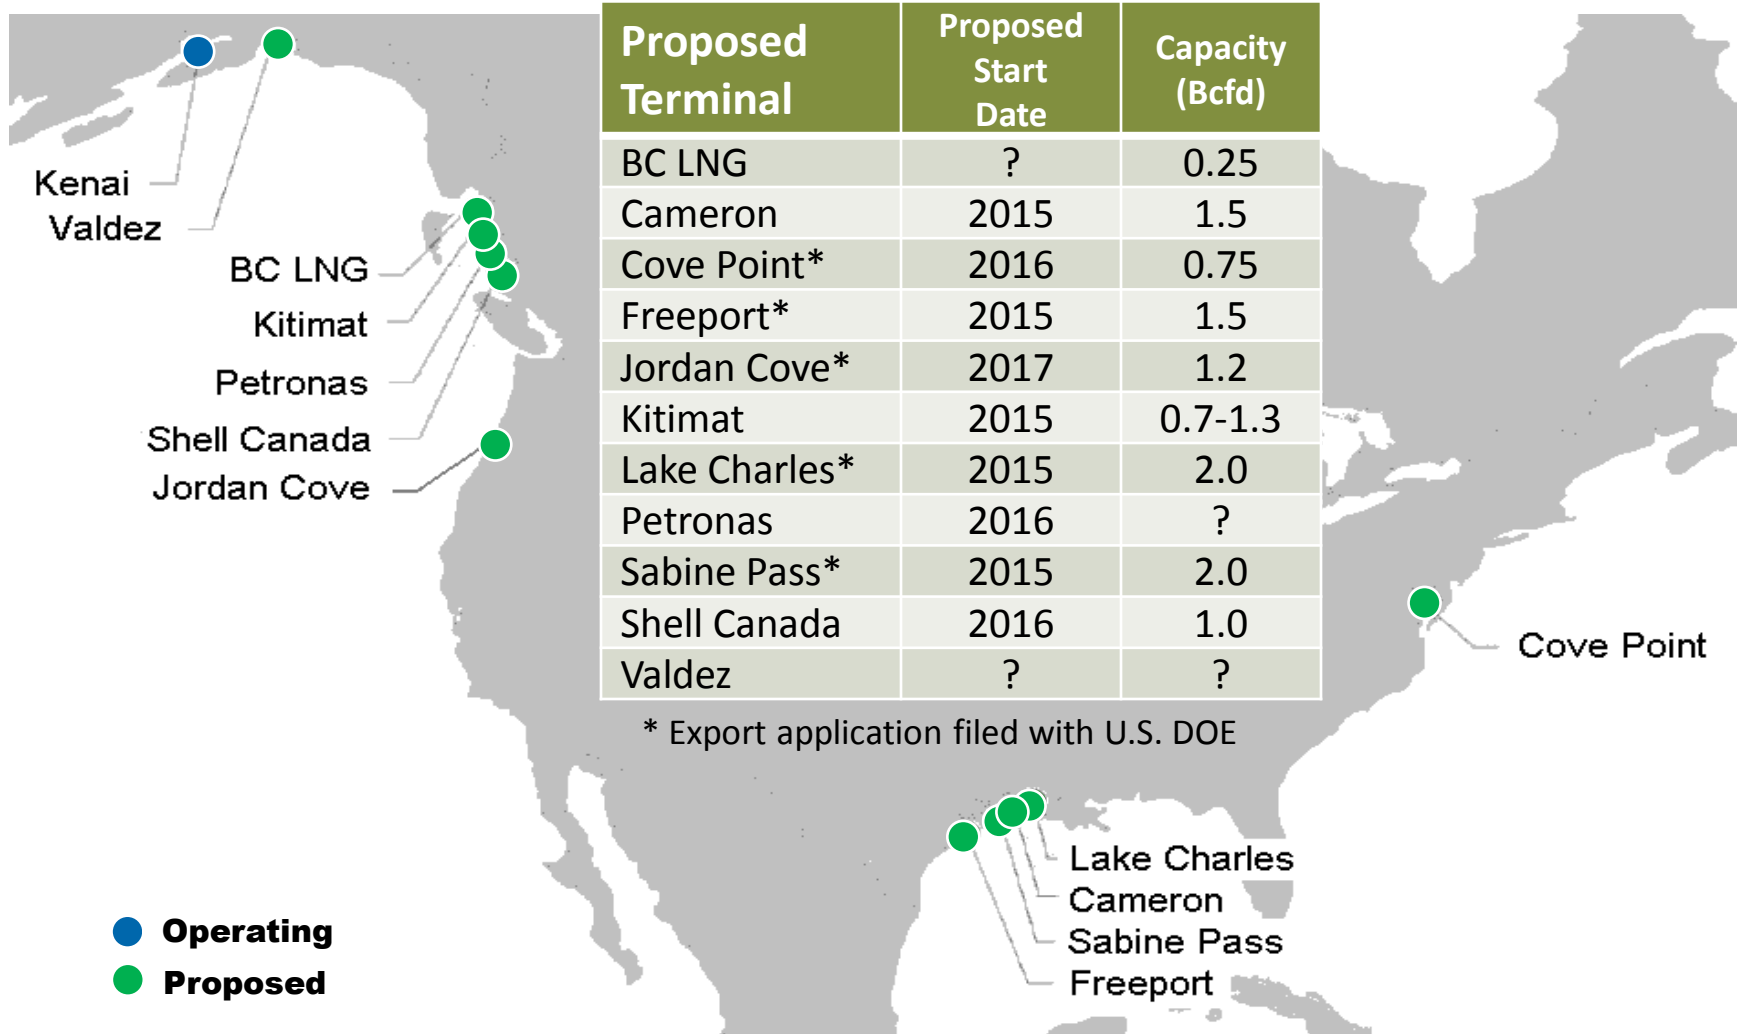 Proposed Terminal Proposed Start Date Capacity (Bcfd)
BC LNG ? 0.25
Cameron 2015 1.5
Cove Point* 2016 0.75
Freeport* 2015 1.5
Jordan Cove* 2017 1.2
Kitimat 2015 0.7-1.3
Lake Charles* 2015 2.0
Petronas 2016 ?
Sabine Pass* 2015 2.0
Shell Canada 2016 1.0
Valdez ? ?
* Export application filed with U.S. DOE
Kenai
Valdez
BC LNG
Kitimat
Petronas
Shell Canada
Jordan Cove
Cove Point
Lake Charles
Cameron
Sabine Pass
Freeport
Operating
Proposed